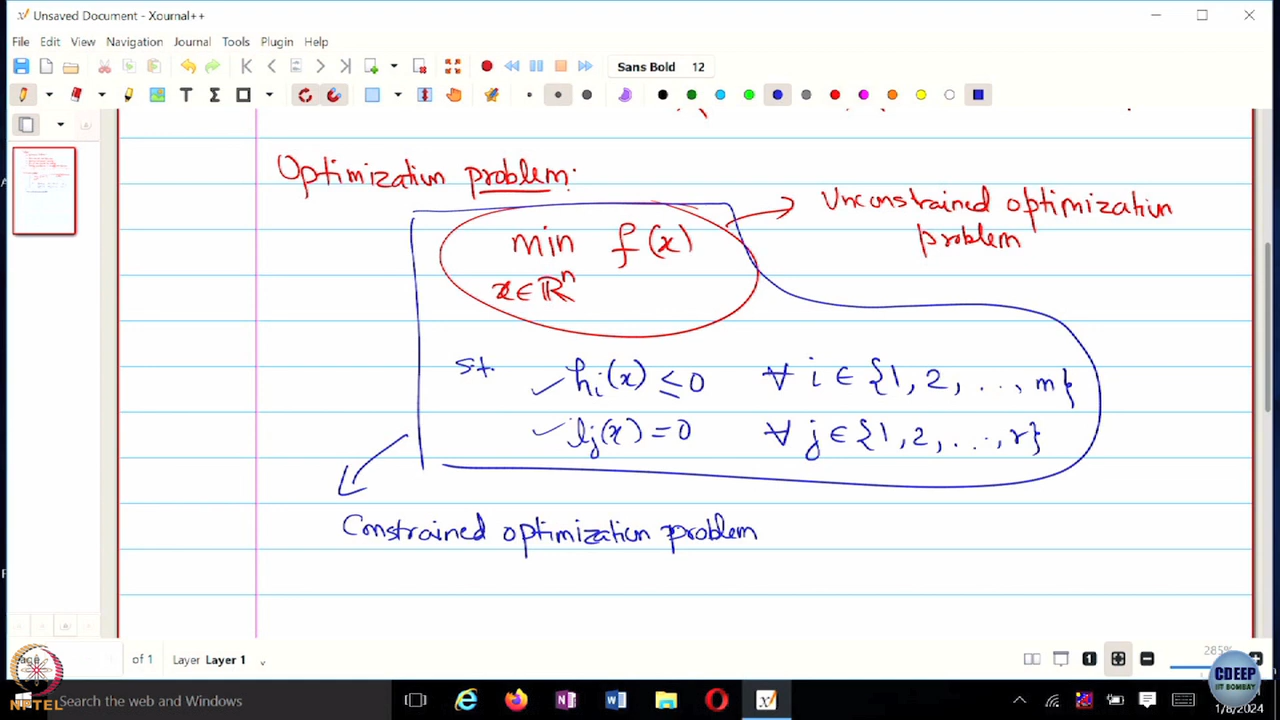 Unsaved Document - Xournal++
File Edit View Navigation Journal Tools Plugin Help
Sans Bold 12
Optimization problem:
min f(x)
x∈ℝⁿ
Unconstrained optimization
problem
s.t. hᵢ(x) ≤ 0 ∀ i ∈ {1, 2, ..., m}
lⱼ(x) = 0 ∀ j ∈ {1, 2, ..., r}
Constrained optimization problem
of 1 Layer Layer 1
285%
1
NPTEL
Search the web and Windows
CDEEP
IIT BOMBAY
1/8/2024